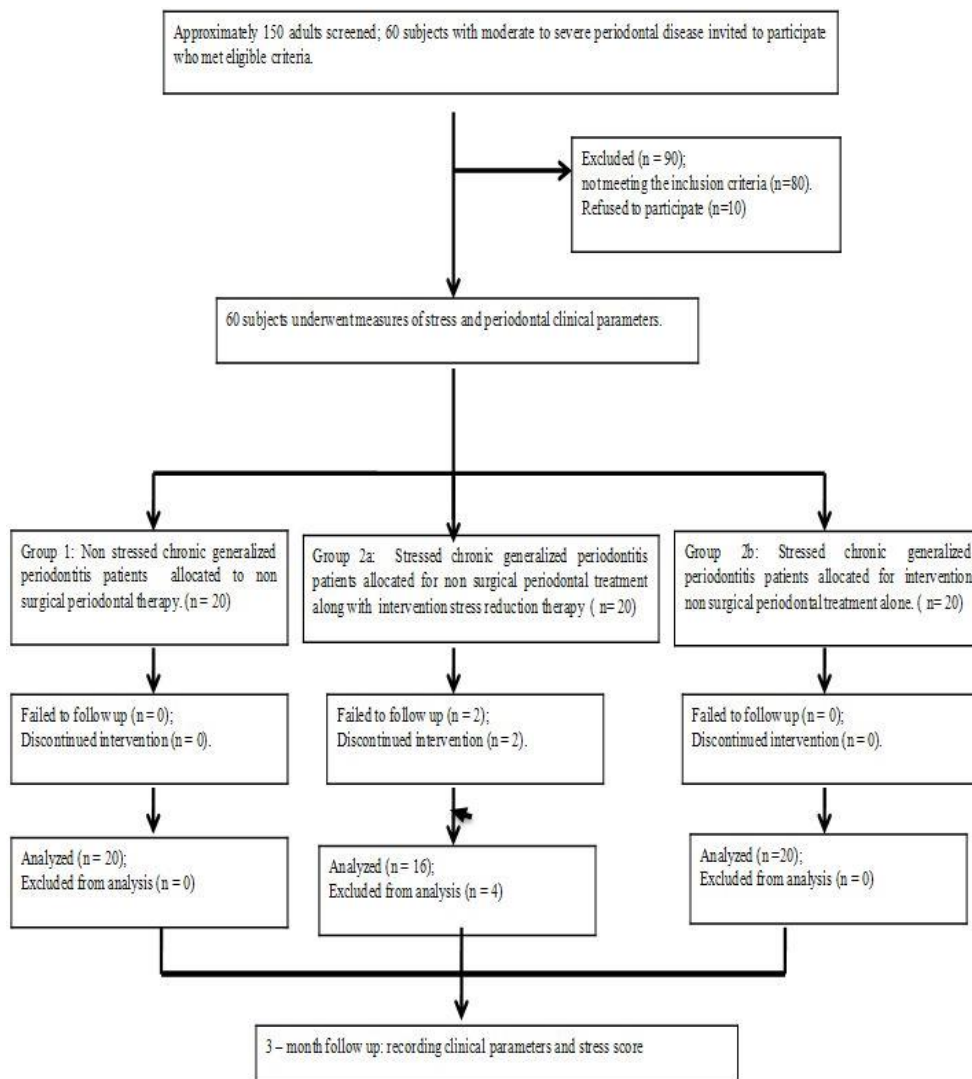 Approximately 150 adults screened; 60 subjects with moderate to severe periodontal disease invited to participate
who met eligible criteria.
Excluded (n = 90);
not meeting the inclusion criteria (n=80).
Refused to participate (n=10)
60 subjects underwent measures of stress and periodontal clinical parameters.
Group 1: Non stressed chronic generalized
periodontitis patients allocated to non
surgical periodontal therapy. (n = 20)
Group 2a: Stressed chronic generalized periodontitis
patients allocated for non surgical periodontal treatment
along with intervention stress reduction therapy ( n= 20)
Group 2b: Stressed chronic generalized
periodontitis patients allocated for intervention
non surgical periodontal treatment alone. ( n= 20)
Failed to follow up (n = 0);
Discontinued intervention (n = 0).
Failed to follow up (n = 2);
Discontinued intervention (n = 2).
Failed to follow up (n = 0);
Discontinued intervention (n = 0).
Analyzed (n = 20);
Excluded from analysis (n = 0)
Analyzed (n = 16);
Excluded from analysis (n = 4)
Analyzed (n =20);
Excluded from analysis (n = 0)
3 – month follow up: recording clinical parameters and stress score